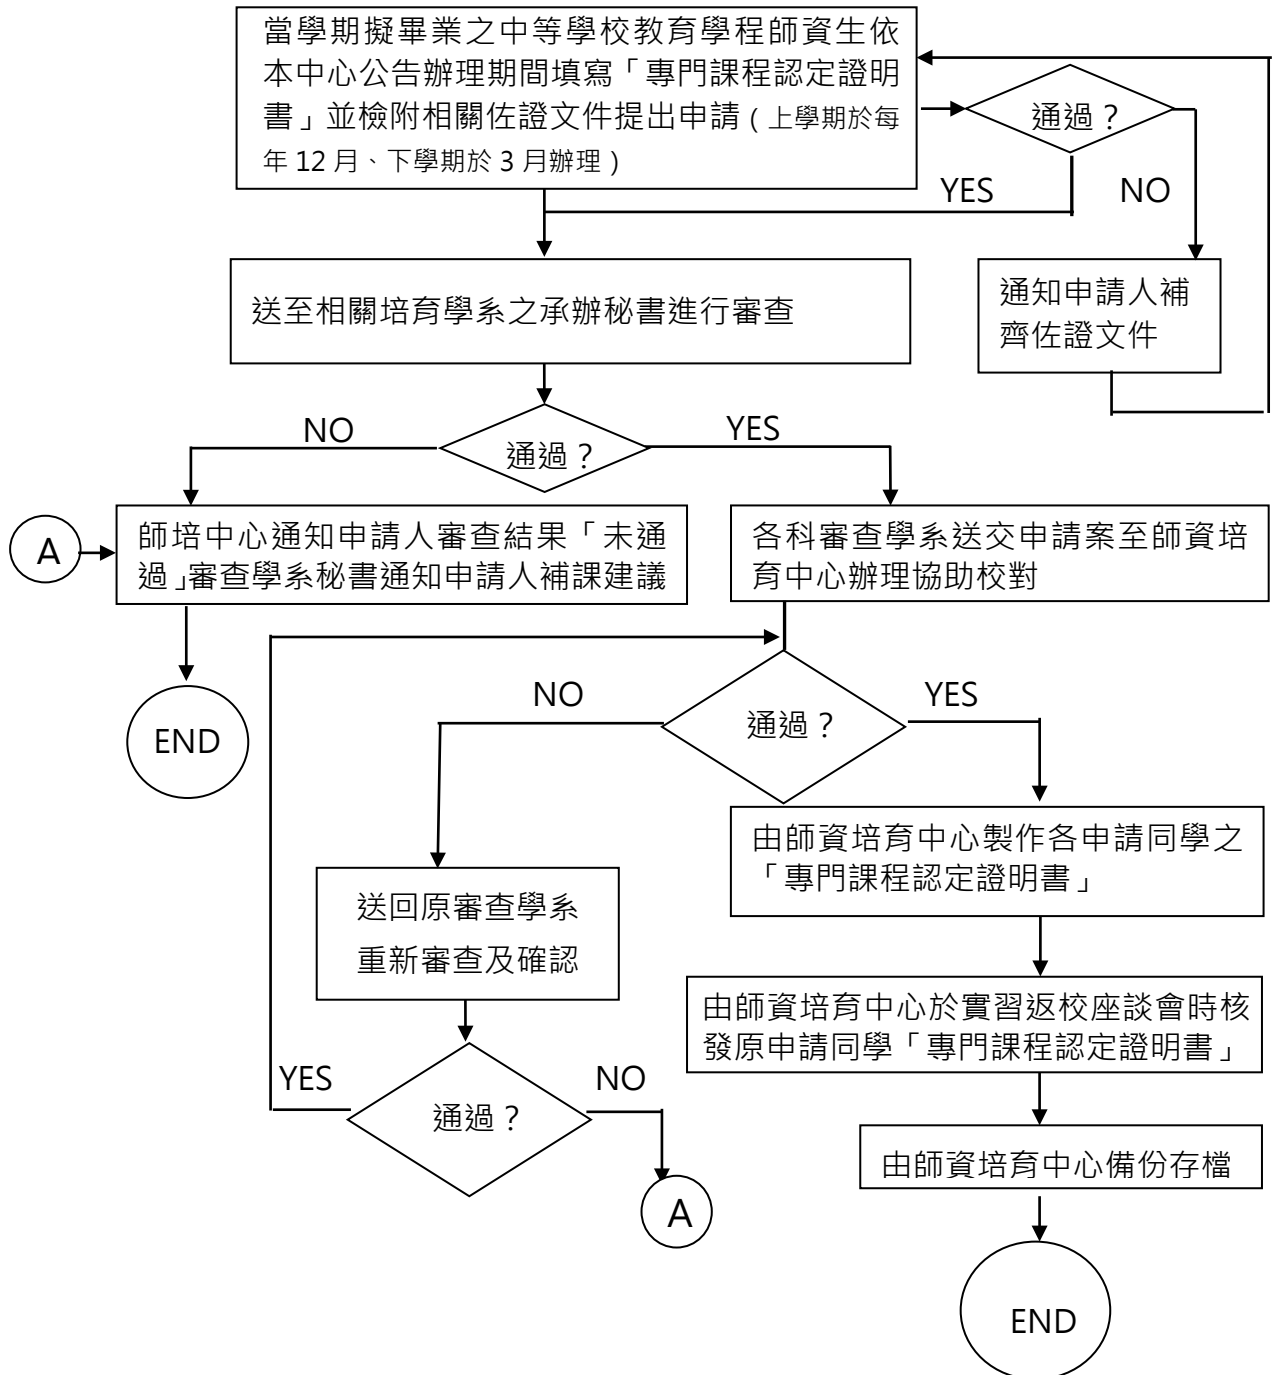 當學期擬畢業之中等學校教育學程師資生依
本中心公告辦理期間填寫「專門課程認定證明
書」並檢附相關佐證文件提出申請（上學期於每
年 12 月、下學期於 3 月辦理）
通過？
YES
NO
送至相關培育學系之承辦秘書進行審查
通知申請人補
齊佐證文件
NO
通過？
YES
A
師培中心通知申請人審查結果「未通
過」審查學系秘書通知申請人補課建議
各科審查學系送交申請案至師資培
育中心辦理協助校對
END
NO
通過？
YES
由師資培育中心製作各申請同學之
「專門課程認定證明書」
送回原審查學系
重新審查及確認
由師資培育中心於實習返校座談會時核
發原申請同學「專門課程認定證明書」
YES
通過？
NO
由師資培育中心備份存檔
A
END